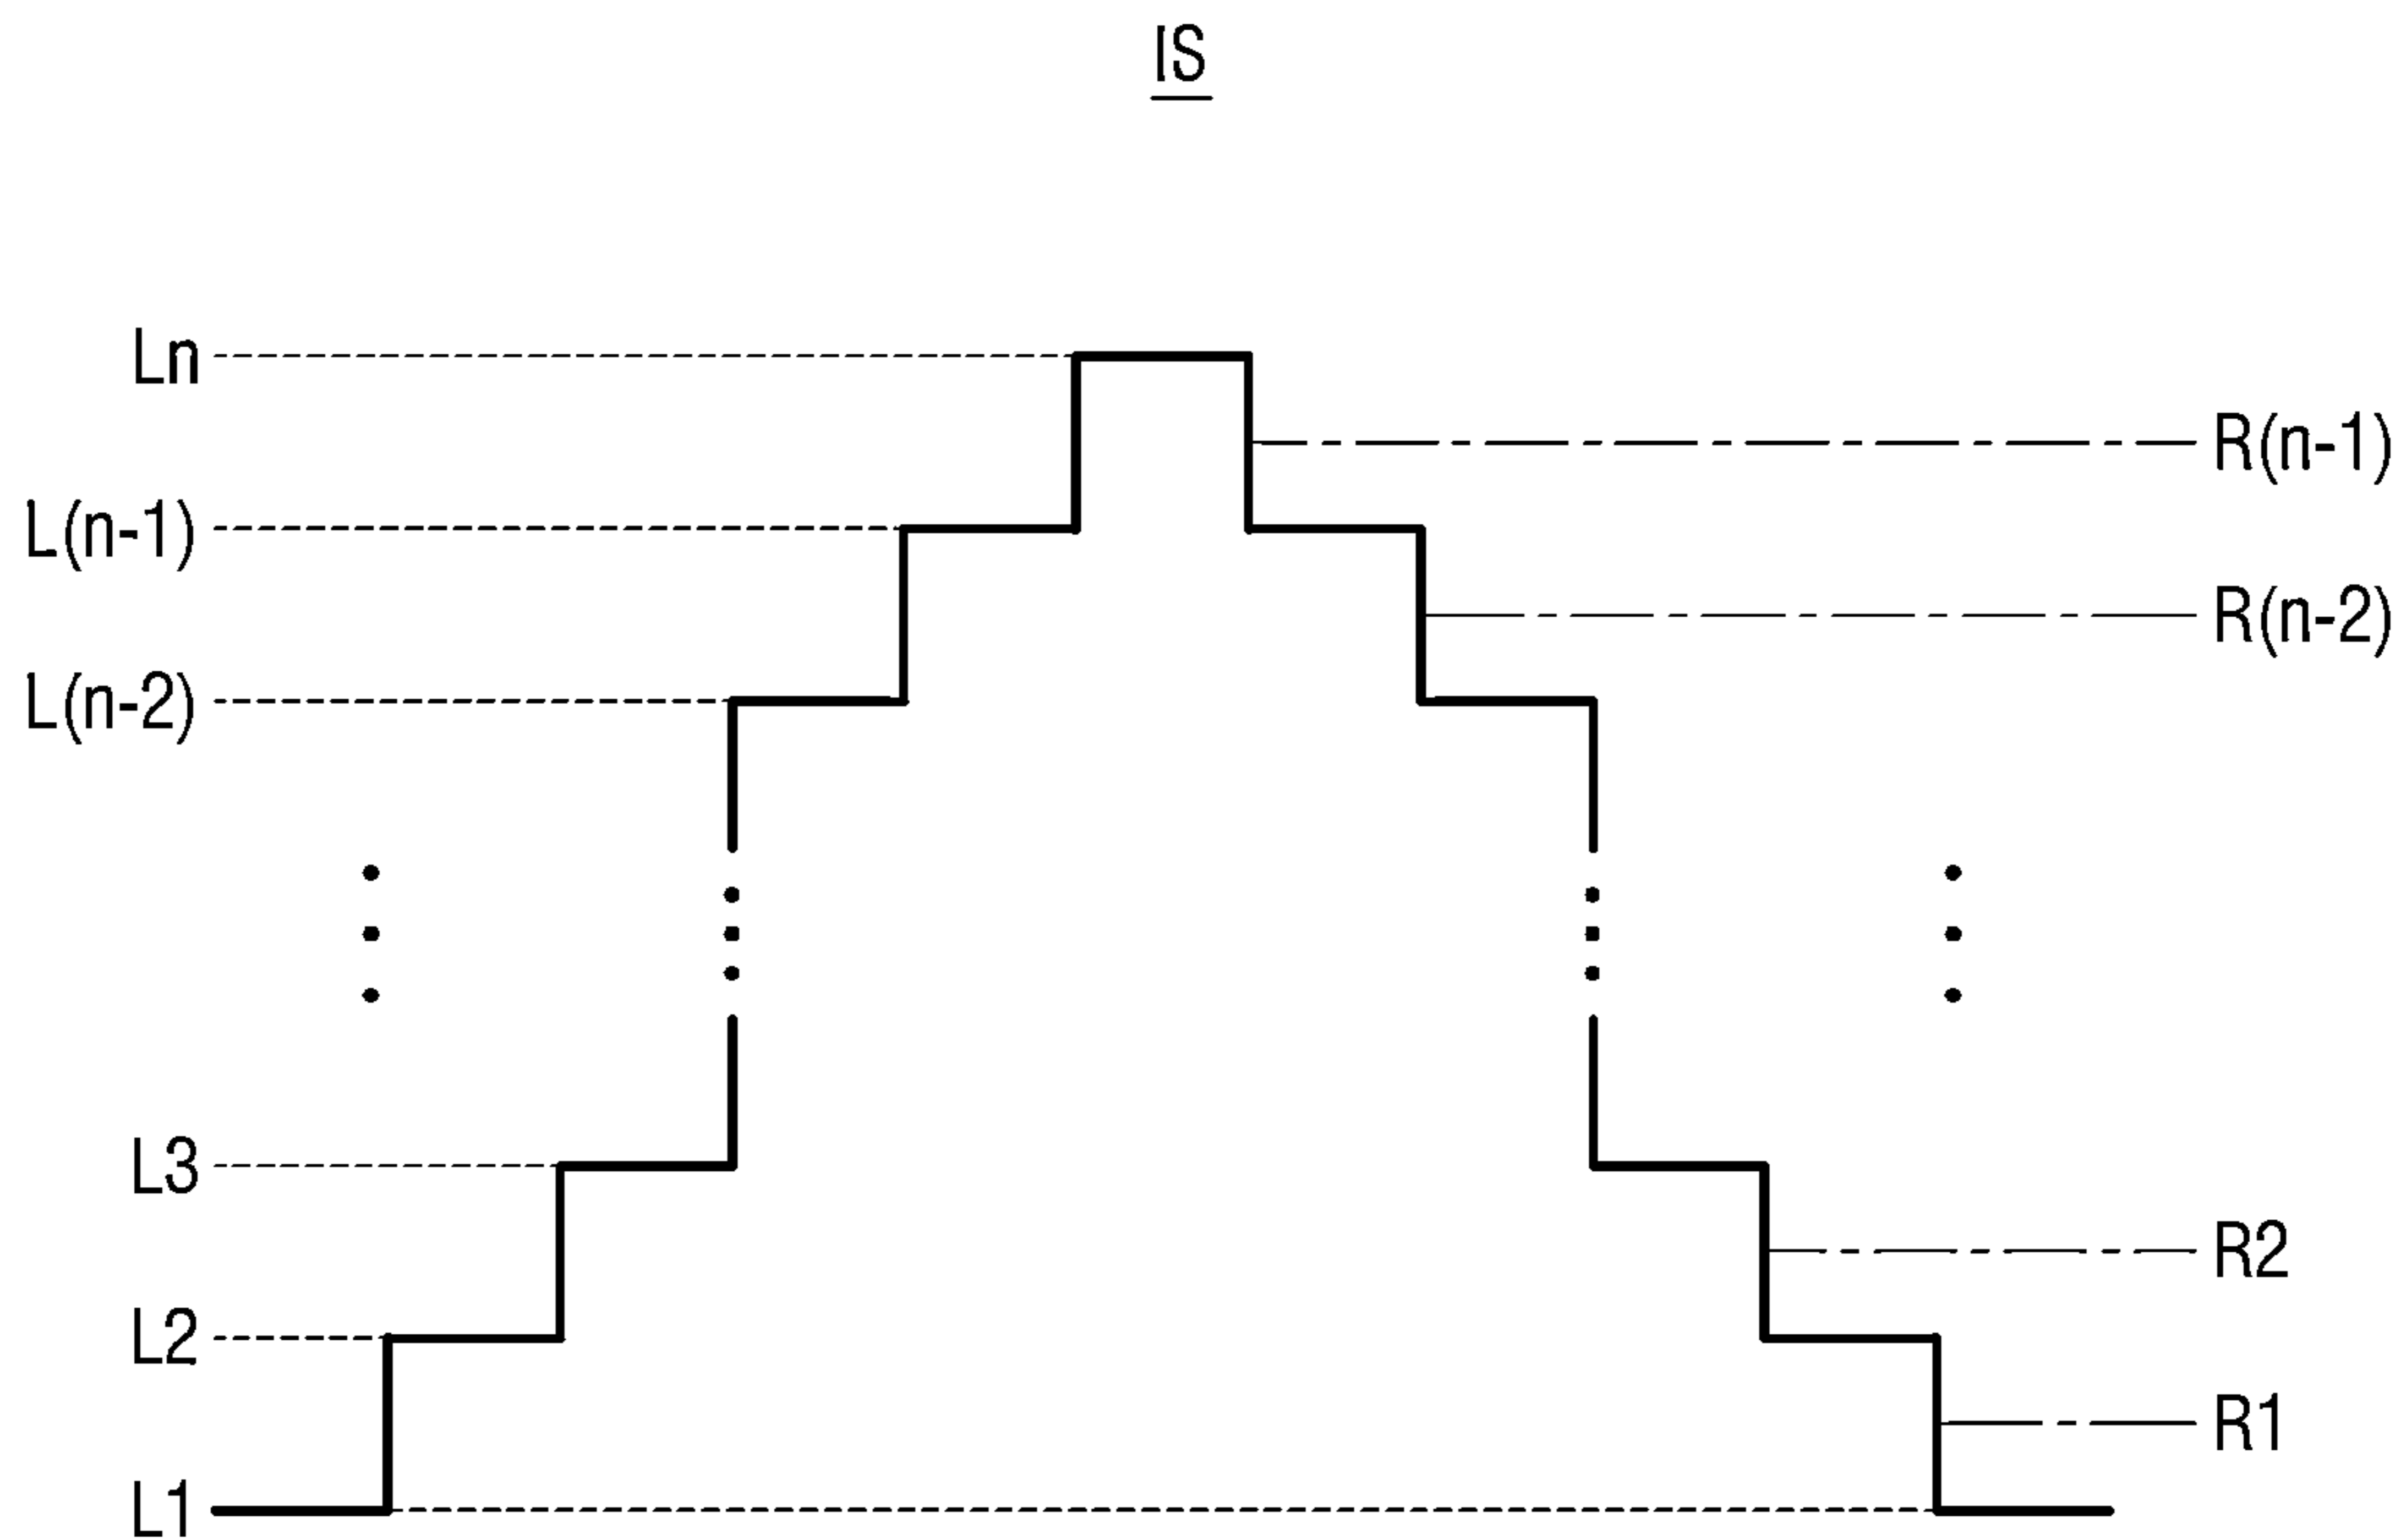 IS
Ln
R(n-1)
L(n-1)
R(n-2)
L(n-2)
L3
R2
L2
R1
L1